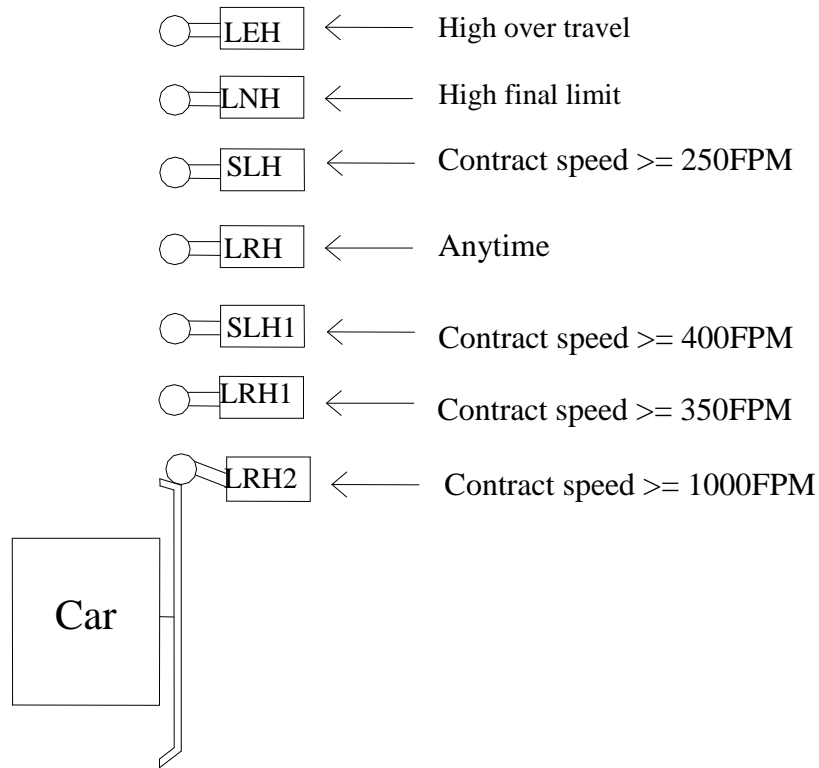 LEH High over travel
LNH High final limit
SLH Contract speed >= 250FPM
LRH Anytime
SLH1 Contract speed >= 400FPM
LRH1 Contract speed >= 350FPM
LRH2 Contract speed >= 1000FPM
Car